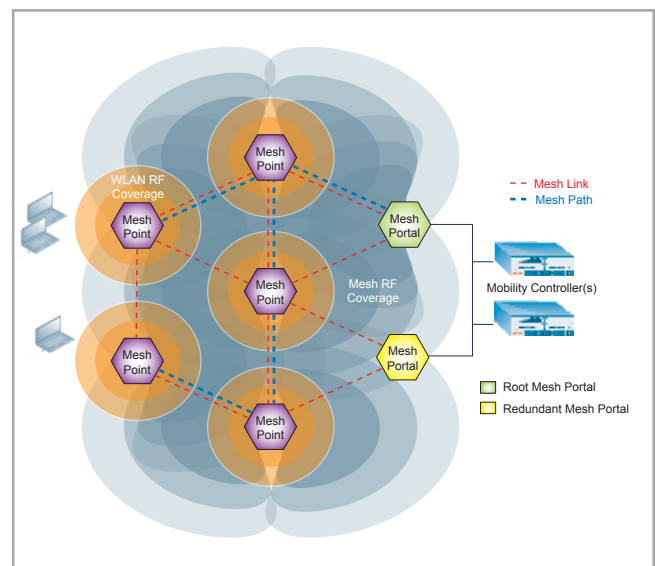 Mesh
Point
WLAN RF
Coverage
Mesh Link
Mesh Path
Mesh
Point
Mesh
Portal
Mobility Controller(s)
Mesh
Point
Mesh RF
Coverage
Mesh
Point
Mesh
Portal
Root Mesh Portal
Redundant Mesh Portal
Mesh
Point